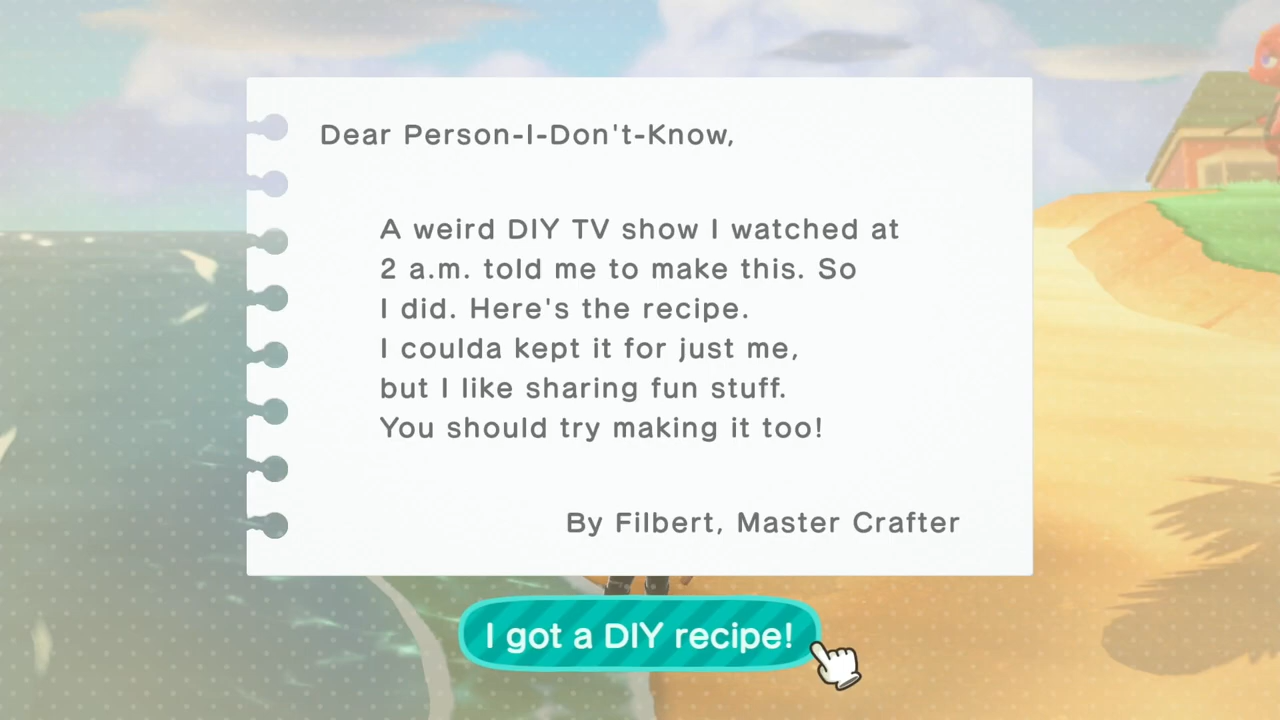 Dear Person-I-Don't-Know,
A weird DIY TV show I watched at
2 a.m. told me to make this. So
I did. Here's the recipe.
I coulda kept it for just me,
but I like sharing fun stuff.
You should try making it too!
By Filbert, Master Crafter
I got a DIY recipe!